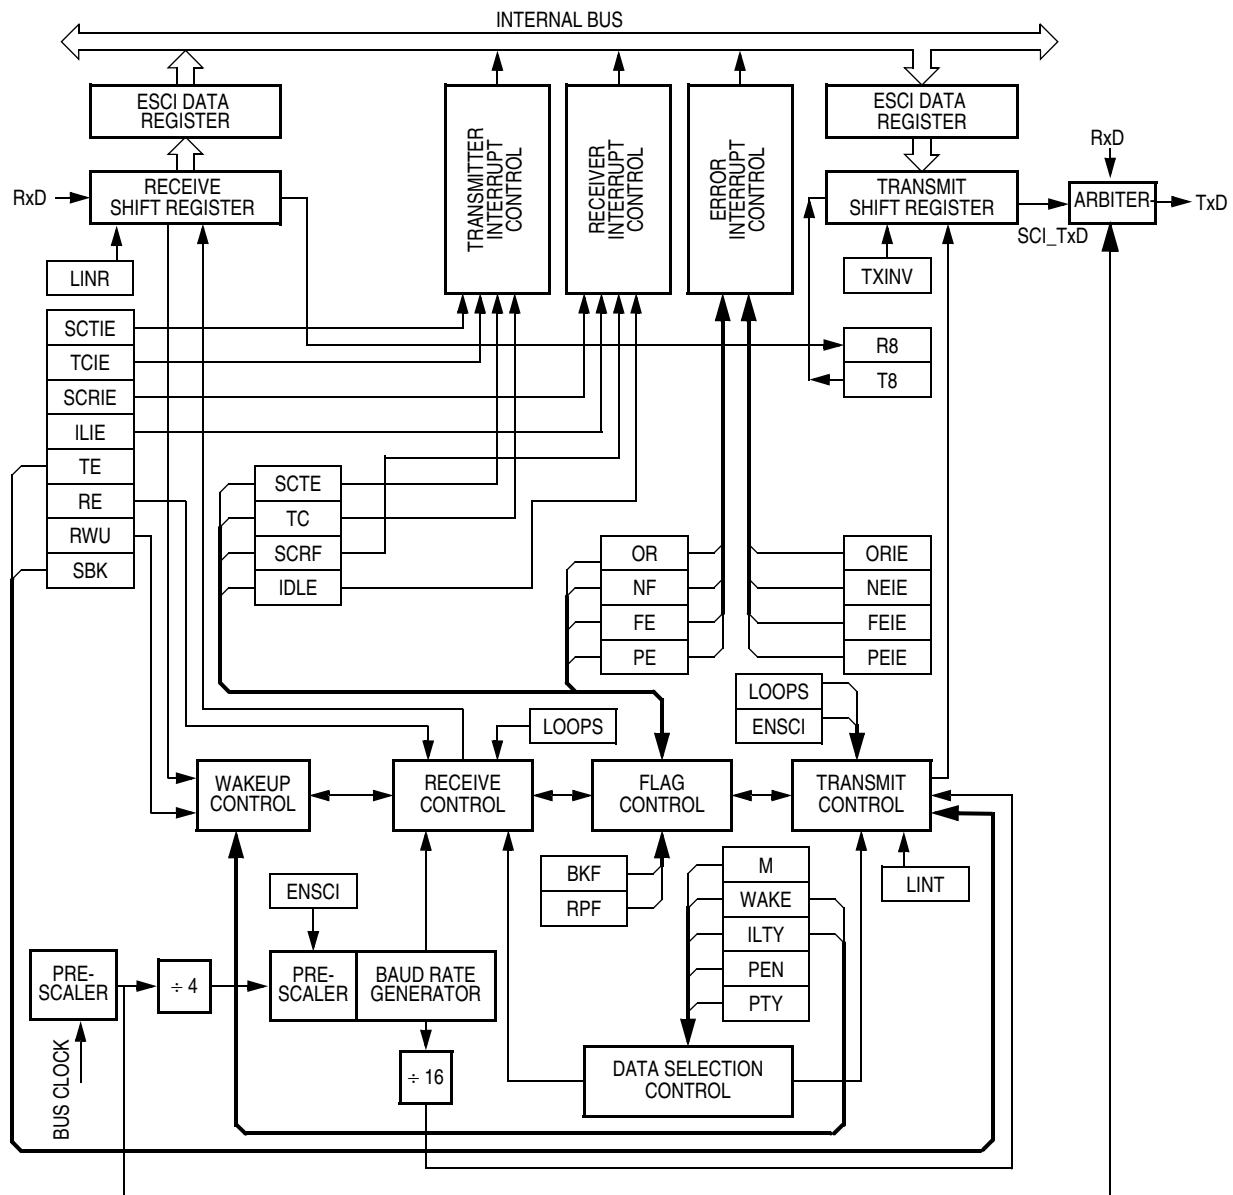 INTERNAL BUS
ESCI DATA
REGISTER
ESCI DATA
REGISTER
TRANSMITTER
INTERRUPT
CONTROL
RECEIVER
INTERRUPT
CONTROL
ERROR
INTERRUPT
CONTROL
RxD
RxD
RECEIVE
SHIFT REGISTER
TRANSMIT
SHIFT REGISTER
ARBITER
TxD
SCI_TxD
LINR
TXINV
SCTIE
TCIE
SCRIE
ILIE
TE
RE
RWU
SBK
R8
T8
SCTE
TC
SCRF
IDLE
OR
NF
FE
PE
ORIE
NEIE
FEIE
PEIE
LOOPS
LOOPS
ENSCI
WAKEUP
CONTROL
RECEIVE
CONTROL
FLAG
CONTROL
TRANSMIT
CONTROL
BKF
RPF
M
WAKE
ILTY
PEN
PTY
LINT
ENSCI
PRE-
SCALER
÷ 4
PRE-
SCALER
BAUD RATE
GENERATOR
BUS CLOCK
÷ 16
DATA SELECTION
CONTROL